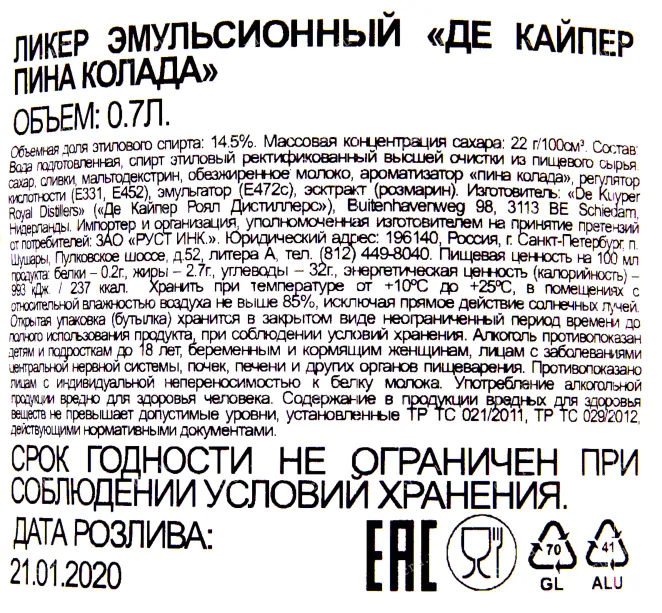 ЛИКЕР ЭМУЛЬСИОННЫЙ «ДЕ КАЙПЕР
ПИНА КОЛАДА»
ОБЪЕМ: 0.7Л.
Объемная доля этилового спирта: 14.5%. Массовая концентрация сахара: 22 г/100см³. Состав:
Вода подготовленная, спирт этиловый ректификованный высшей очистки из пищевого сырья,
сахар, сливки, мальтодекстрин, обезжиренное молоко, ароматизатор «пина колада», регулятор
кислотности (Е331, Е452), эмульгатор (Е472с), эсктракт (розмарин). Изготовитель: «De Kuyper
Royal Distillers» («Де Кайпер Роял Дистиллерс»), Buitenhavenweg 98, 3113 BE Schiedam,
Нидерланды. Импортер и организация, уполномоченная изготовителем на принятие претензий
от потребителей: ЗАО «РУСТ ИНК.». Юридический адрес: 196140, Россия, г. Санкт-Петербург, п.
Шушары, Пулковское шоссе, д.52, литера А, тел. (812) 449-8040. Пищевая ценность на 100 мл
продукта: белки – 0.2г., жиры – 2.7г., углеводы – 32г., энергетическая ценность (калорийность) –
993 кДж. / 237 ккал. Хранить при температуре от +10°С до +25°С, в помещениях с
относительной влажностью воздуха не выше 85%, исключая прямое действие солнечных лучей.
Открытая упаковка (бутылка) хранится в закрытом виде неограниченный период времени до
полного использования продукта, при соблюдении условий хранения. Алкоголь противопоказан
детям и подросткам до 18 лет, беременным и кормящим женщинам, лицам с заболеваниями
центральной нервной системы, почек, печени и других органов пищеварения. Противопоказано
лицам с индивидуальной непереносимостью к белку молока. Употребление алкогольной
продукции вредно для здоровья человека. Содержание в продукции вредных для здоровья
веществ не превышает допустимые уровни, установленные ТР ТС 021/2011, ТР ТС 029/2012,
действующими нормативными документами.
СРОК ГОДНОСТИ НЕ ОГРАНИЧЕН ПРИ
СОБЛЮДЕНИИ УСЛОВИЙ ХРАНЕНИЯ.
ДАТА РОЗЛИВА:
21.01.2020
EAC
70
GL
41
ALU